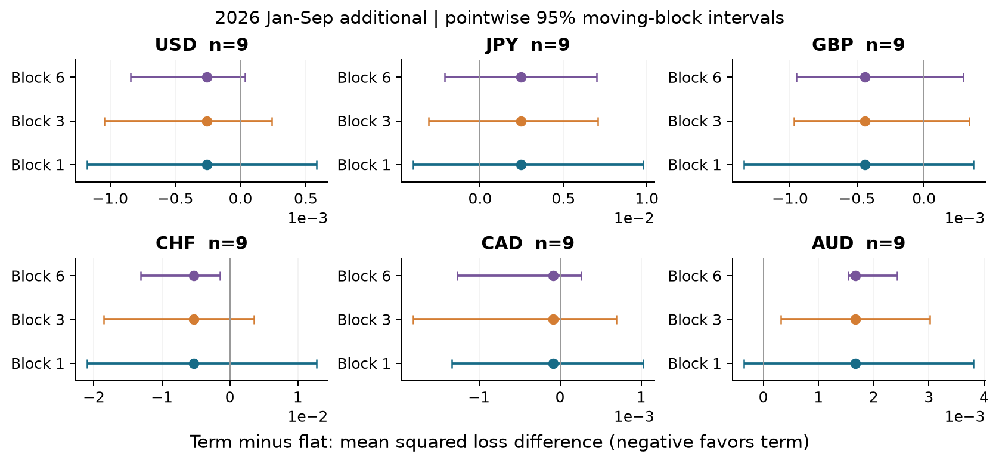 2026 Jan-Sep additional | pointwise 95% moving-block intervals
USD n=9
Block 6
Block 3
Block 1
−1.0 −0.5 0.0 0.5
1e−3
JPY n=9
Block 6
Block 3
Block 1
0.0 0.5 1.0
1e−2
GBP n=9
Block 6
Block 3
Block 1
−1.0 −0.5 0.0
1e−3
CHF n=9
Block 6
Block 3
Block 1
−2 −1 0 1
1e−2
CAD n=9
Block 6
Block 3
Block 1
−1 0 1
1e−3
AUD n=9
Block 6
Block 3
Block 1
0 1 2 3 4
1e−3
Term minus flat: mean squared loss difference (negative favors term)